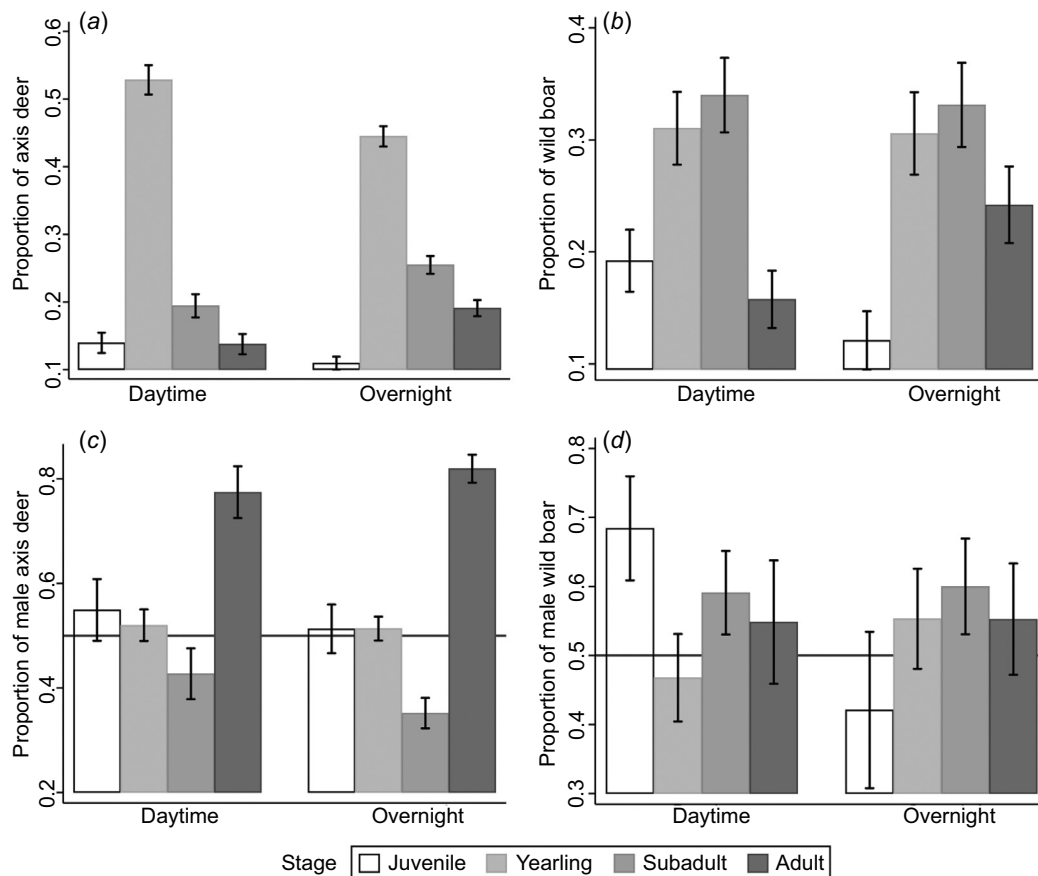 (a)
Proportion of axis deer
0.6
0.5
0.4
0.3
0.2
0.1
Daytime Overnight
(b)
Proportion of wild boar
0.4
0.3
0.2
0.1
Daytime Overnight
(c)
Proportion of male axis deer
0.8
0.6
0.4
0.2
Daytime Overnight
(d)
Proportion of male wild boar
0.8
0.7
0.6
0.5
0.4
0.3
Daytime Overnight
Stage Juvenile Yearling Subadult Adult